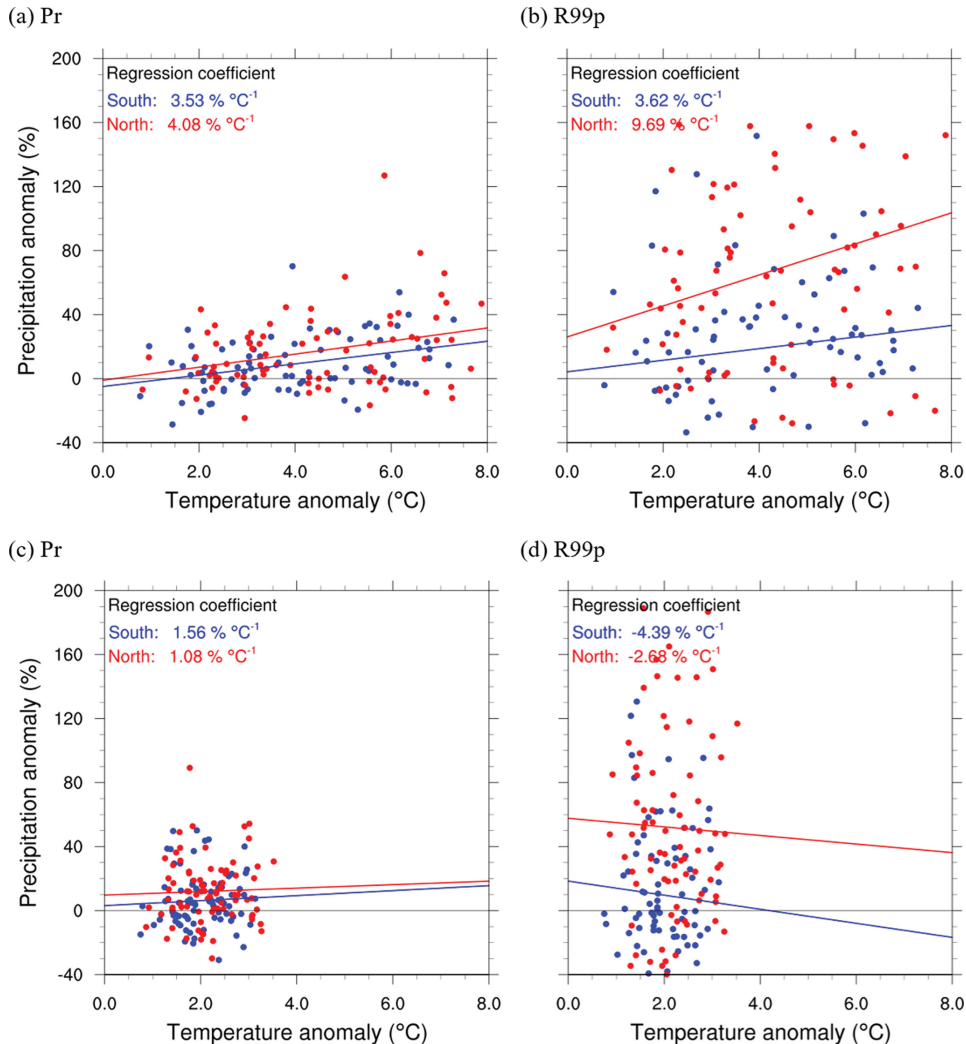 (a) Pr
(b) R99p
200
160
120
80
40
0
-40
Precipitation anomaly (%)
Regression coefficient
South: 3.53 % °C-1
North: 4.08 % °C-1
0.0 2.0 4.0 6.0 8.0
Temperature anomaly (°C)
Regression coefficient
South: 3.62 % °C-1
North: 9.69 % °C-1
0.0 2.0 4.0 6.0 8.0
Temperature anomaly (°C)
(c) Pr
(d) R99p
200
160
120
80
40
0
-40
Precipitation anomaly (%)
Regression coefficient
South: 1.56 % °C-1
North: 1.08 % °C-1
0.0 2.0 4.0 6.0 8.0
Temperature anomaly (°C)
Regression coefficient
South: -4.39 % °C-1
North: -2.68 % °C-1
0.0 2.0 4.0 6.0 8.0
Temperature anomaly (°C)